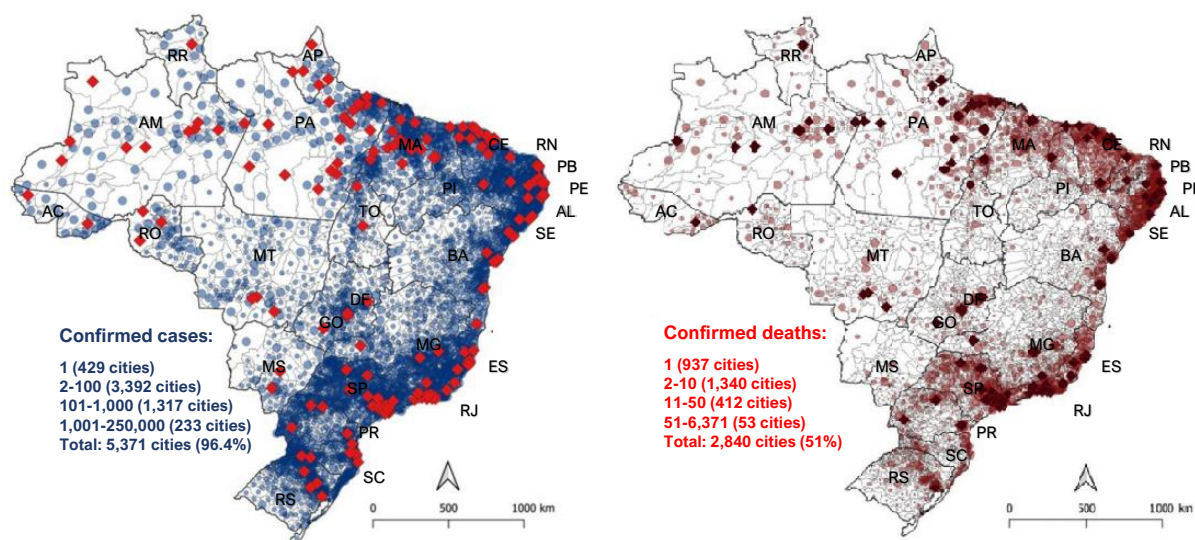 RR
AP
AM
PA
MA
CE
RN
PB
PI
PE
AC
TO
AL
RO
SE
MT
BA
DF
GO
MG
MS
ES
SP
RJ
PR
SC
RS
Confirmed cases:
1 (429 cities)
2-100 (3,392 cities)
101-1,000 (1,317 cities)
1,001-250,000 (233 cities)
Total: 5,371 cities (96.4%)
0 500 1000 km
RR
AP
AM
PA
MA
CE
RN
PB
PI
PI
AC
TO
AL
RO
SE
MT
BA
DF
GO
MG
MS
ES
SP
RJ
PR
SC
RS
Confirmed deaths:
1 (937 cities)
2-10 (1,340 cities)
11-50 (412 cities)
51-6,371 (53 cities)
Total: 2,840 cities (51%)
0 500 1000 km